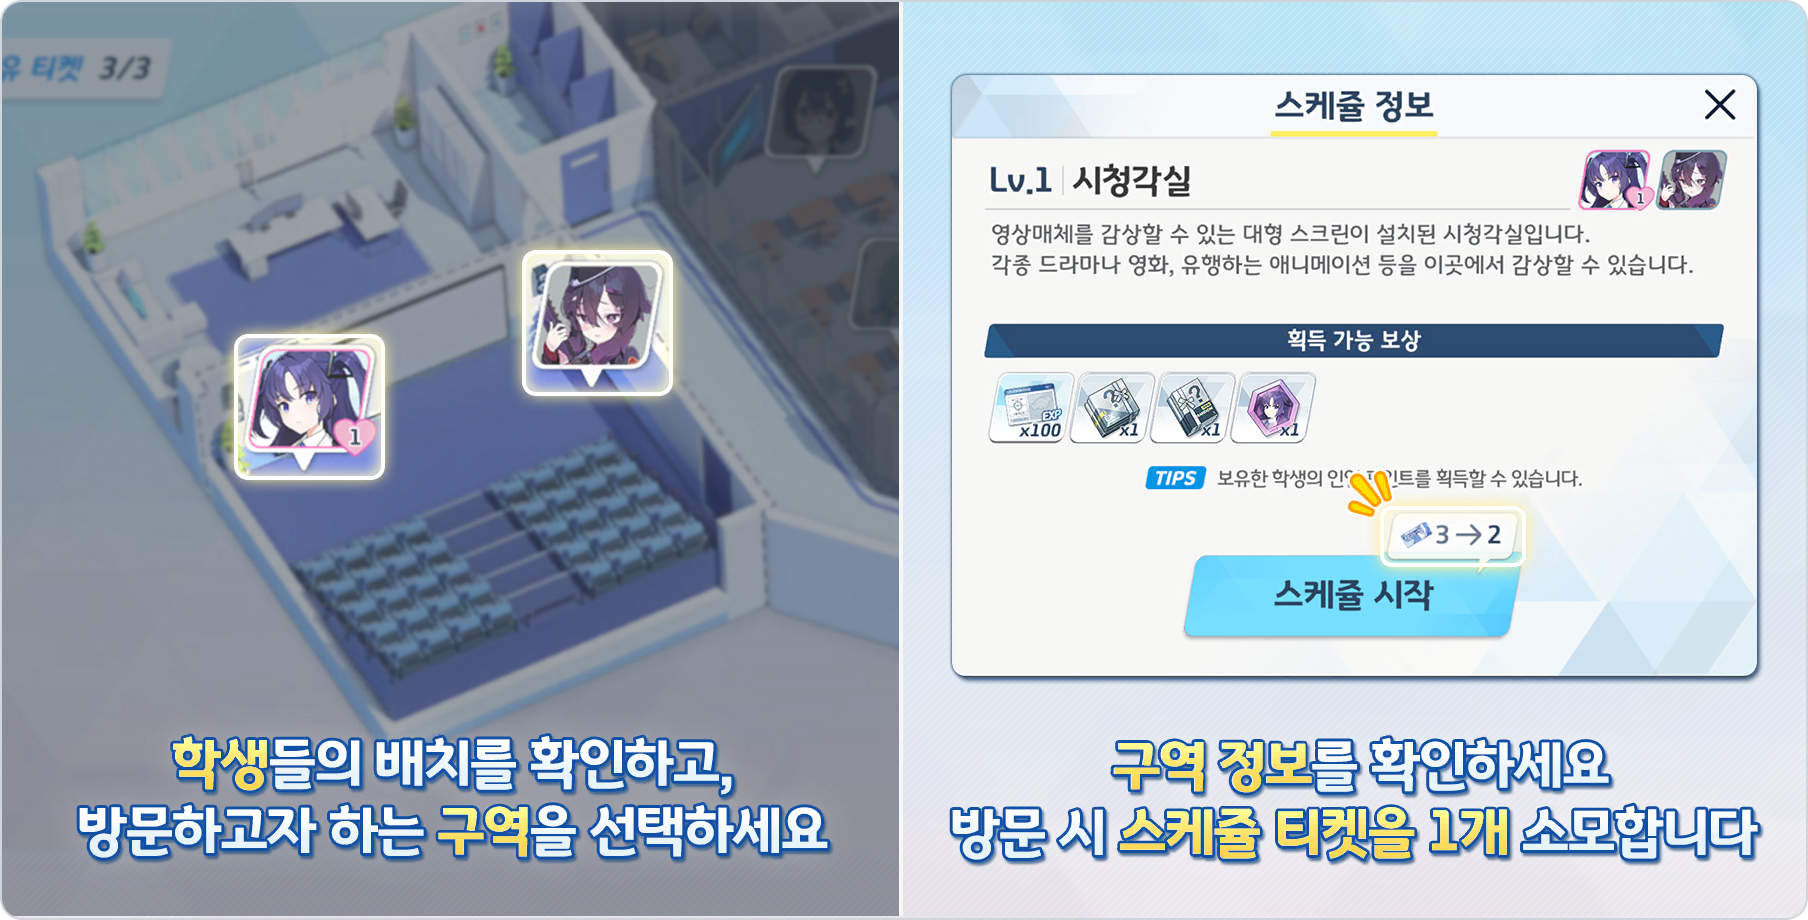 유 티켓 3/3
1
학생들의 배치를 확인하고,
방문하고자 하는 구역을 선택하세요
스케쥴 정보
Lv.1 시청각실
1
영상매체를 감상할 수 있는 대형 스크린이 설치된 시청각실입니다.
각종 드라마나 영화, 유행하는 애니메이션 등을 이곳에서 감상할 수 있습니다.
획득 가능 보상
EXP
x100 x1 x1 x1
TIPS 보유한 학생의 인연 포인트를 획득할 수 있습니다.
3→2
스케쥴 시작
구역 정보를 확인하세요
방문 시 스케쥴 티켓을 1개 소모합니다